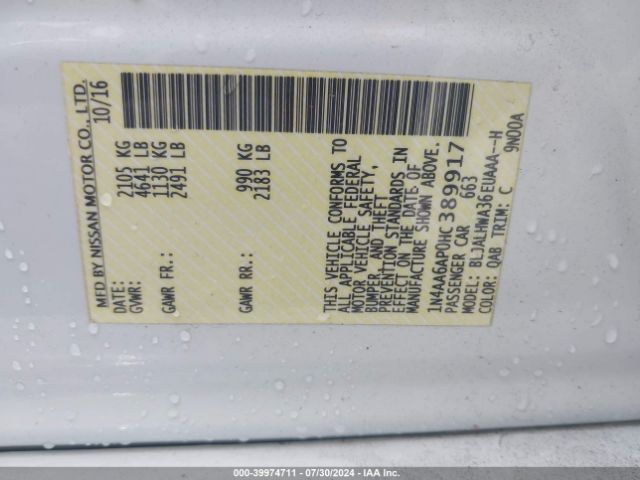 MFD BY NISSAN MOTOR CO., LTD.
DATE: 10/16
GVWR: 2105 KG
4641 LB
GAWR FR: 1130 KG
2491 LB
GAWR RR: 990 KG
2183 LB
THIS VEHICLE CONFORMS TO
ALL APPLICABLE FEDERAL
MOTOR VEHICLE SAFETY,
BUMPER, AND THEFT
PREVENTION STANDARDS IN
EFFECT ON THE DATE OF
MANUFACTURE SHOWN ABOVE.
1N4AA6AP0HC389917
PASSENGER CAR 663
MODEL: BLJALHWA36EUAAA--H
COLOR: QAB TRIM: C 9N00A
000-39974711 - 07/30/2024 - IAA Inc.